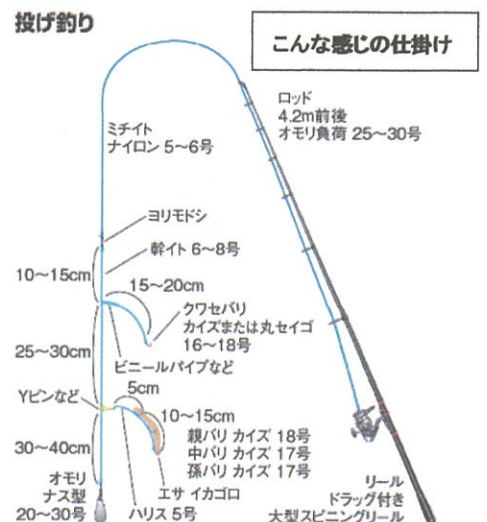 投げ釣り
こんな感じの仕掛け
ロッド
4.2m前後
オモリ負荷 25〜30号
ミチイト
ナイロン 5〜6号
ヨリモドシ
幹イト 6〜8号
10〜15cm
15〜20cm
クワセバリ
カイズまたは丸セイゴ
16〜18号
25〜30cm
ビニールパイプなど
Yピンなど
5cm
10〜15cm
親バリ カイズ 18号
中バリ カイズ 17号
孫バリ カイズ 17号
30〜40cm
エサ イカゴロ
ハリス 5号
オモリ
ナス型
20〜30号
リール
ドラッグ付き
大型スピニングリール